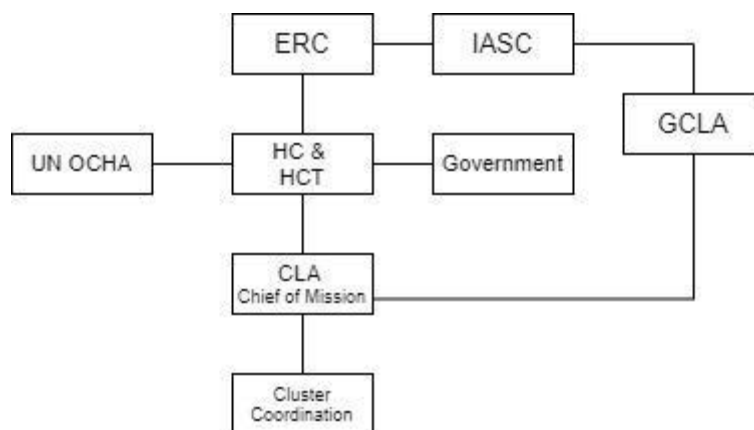 ERC
IASC
GCLA
UN OCHA
HC &
HCT
Government
CLA
Chief of Mission
Cluster
Coordination